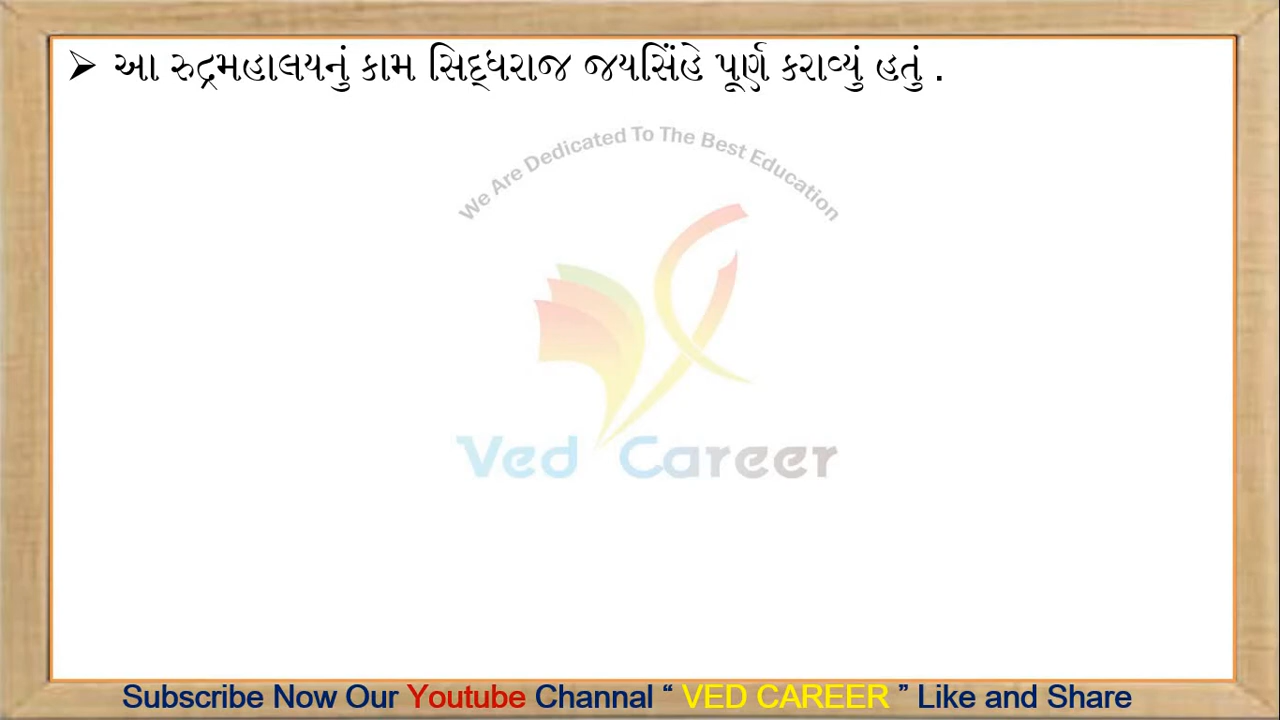 ➢ આ રુદ્રમહાલયનું કામ સિદ્ધરાજ જયસિંહે પૂર્ણ કરાવ્યું હતું .
We Are Dedicated To The Best Education
Ved Career
Subscribe Now Our Youtube Channal “ VED CAREER ” Like and Share